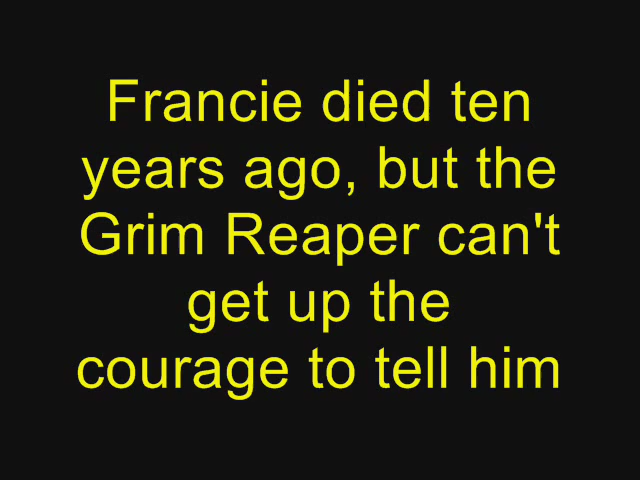 Francie died ten
years ago, but the
Grim Reaper can't
get up the
courage to tell him